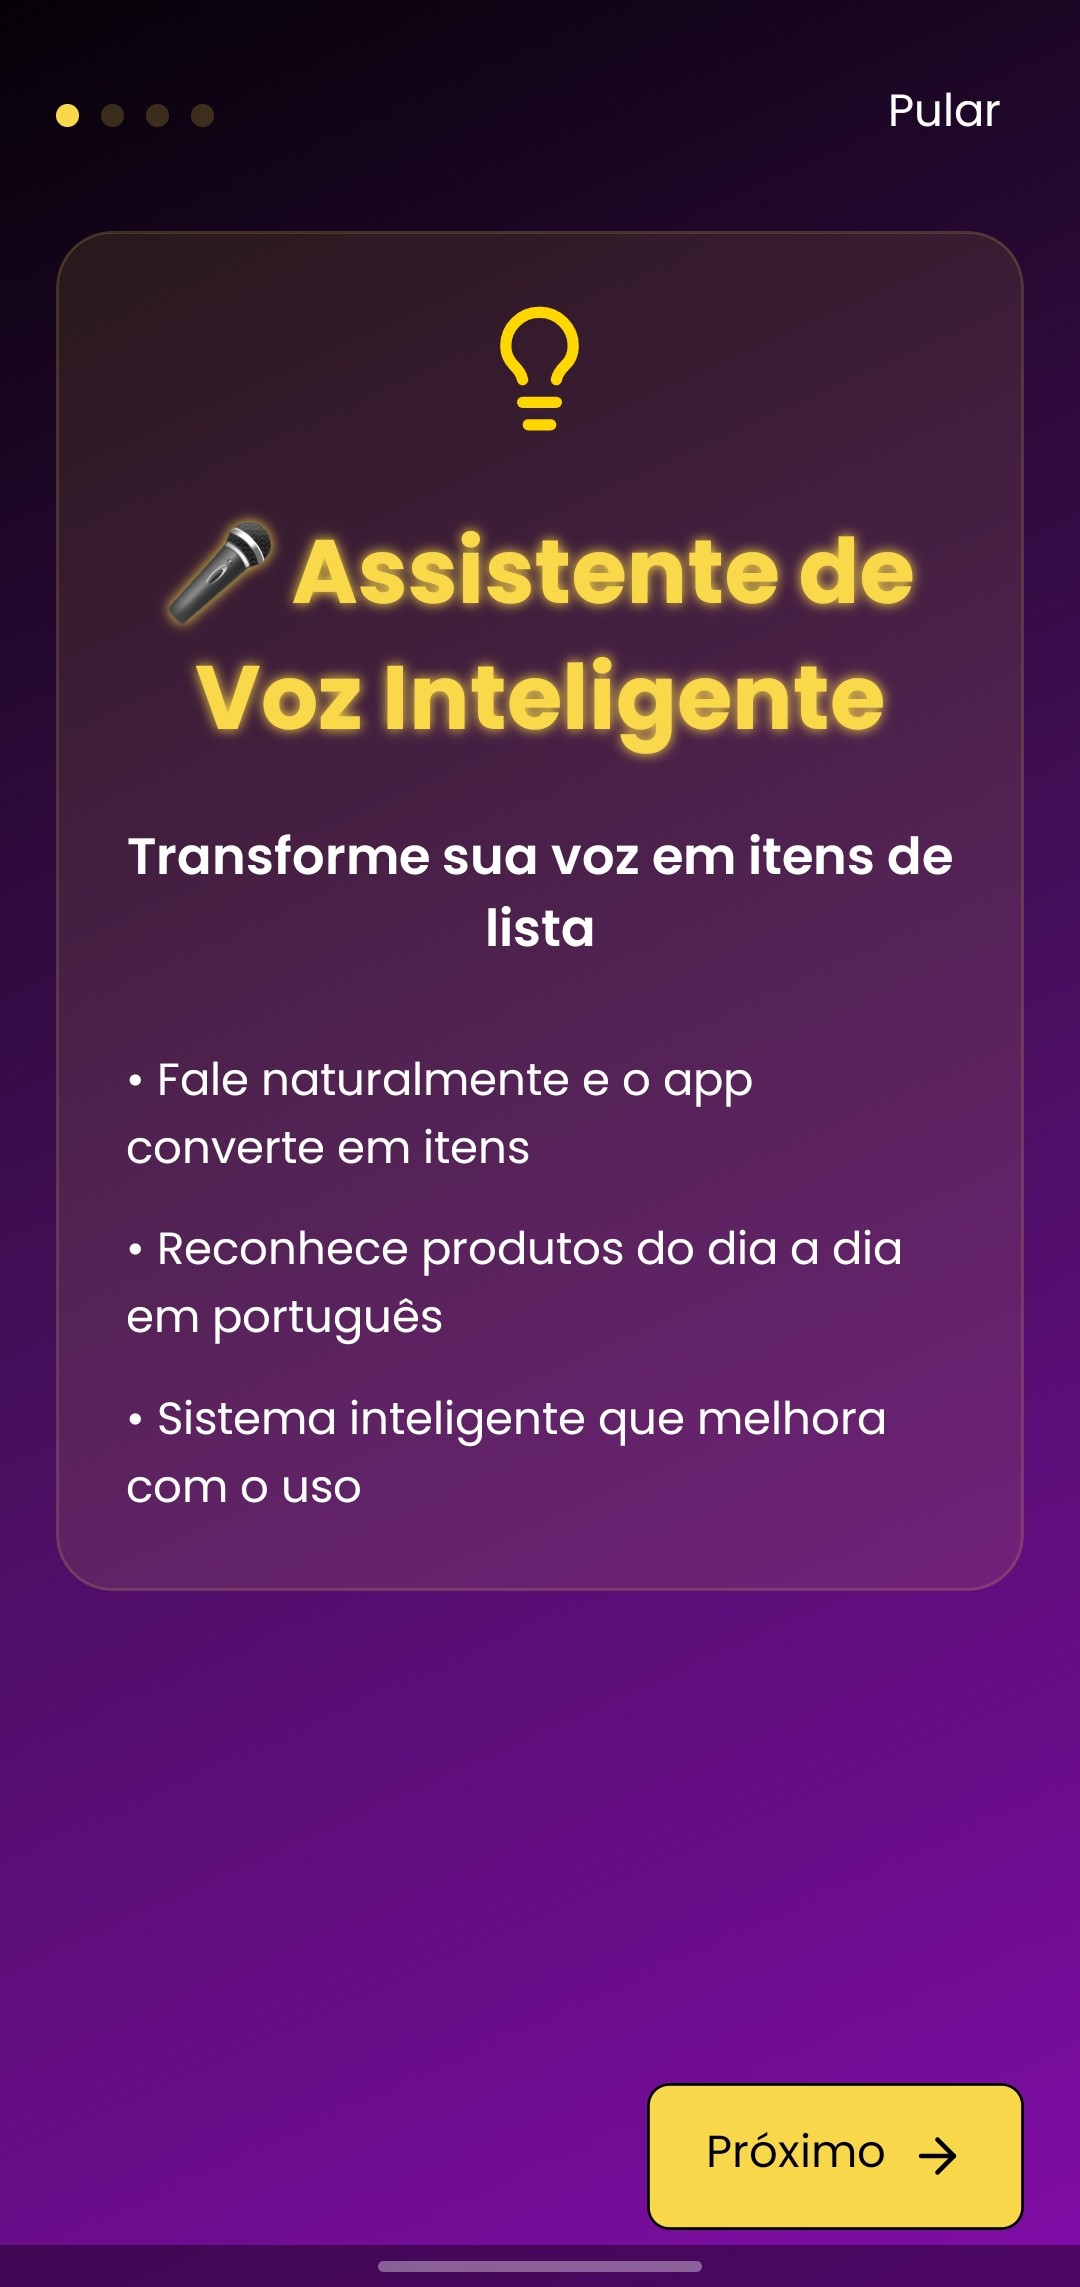 Pular
🎤 Assistente de
Voz Inteligente
Transforme sua voz em itens de
lista
• Fale naturalmente e o app
converte em itens
• Reconhece produtos do dia a dia
em português
• Sistema inteligente que melhora
com o uso
Próximo →